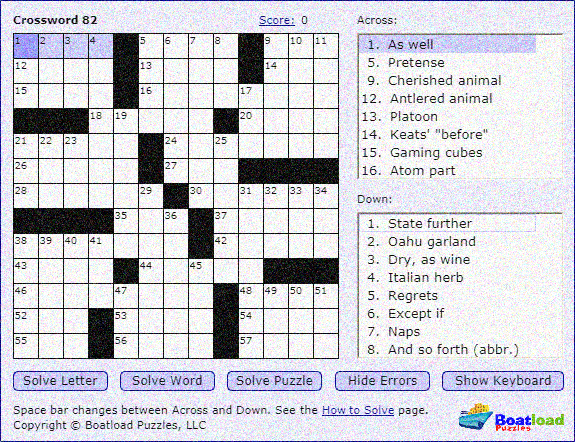 Crossword 82 Score: 0
1 2 3 4 5 6 7 8 9 10 11
12 13 14
15 16 17
18 19 20
21 22 23 24 25
26 27
28 29 30 31 32 33 34
35 36 37
38 39 40 41 42
43 44 45
46 47 48 49 50 51
52 53 54
55 56 57
Across:
1. As well
5. Pretense
9. Cherished animal
12. Antlered animal
13. Platoon
14. Keats' "before"
15. Gaming cubes
16. Atom part
Down:
1. State further
2. Oahu garland
3. Dry, as wine
4. Italian herb
5. Regrets
6. Except if
7. Naps
8. And so forth (abbr.)
Solve Letter Solve Word Solve Puzzle Hide Errors Show Keyboard
Space bar changes between Across and Down. See the How to Solve page.
Copyright © Boatload Puzzles, LLC
Boatload
Puzzles